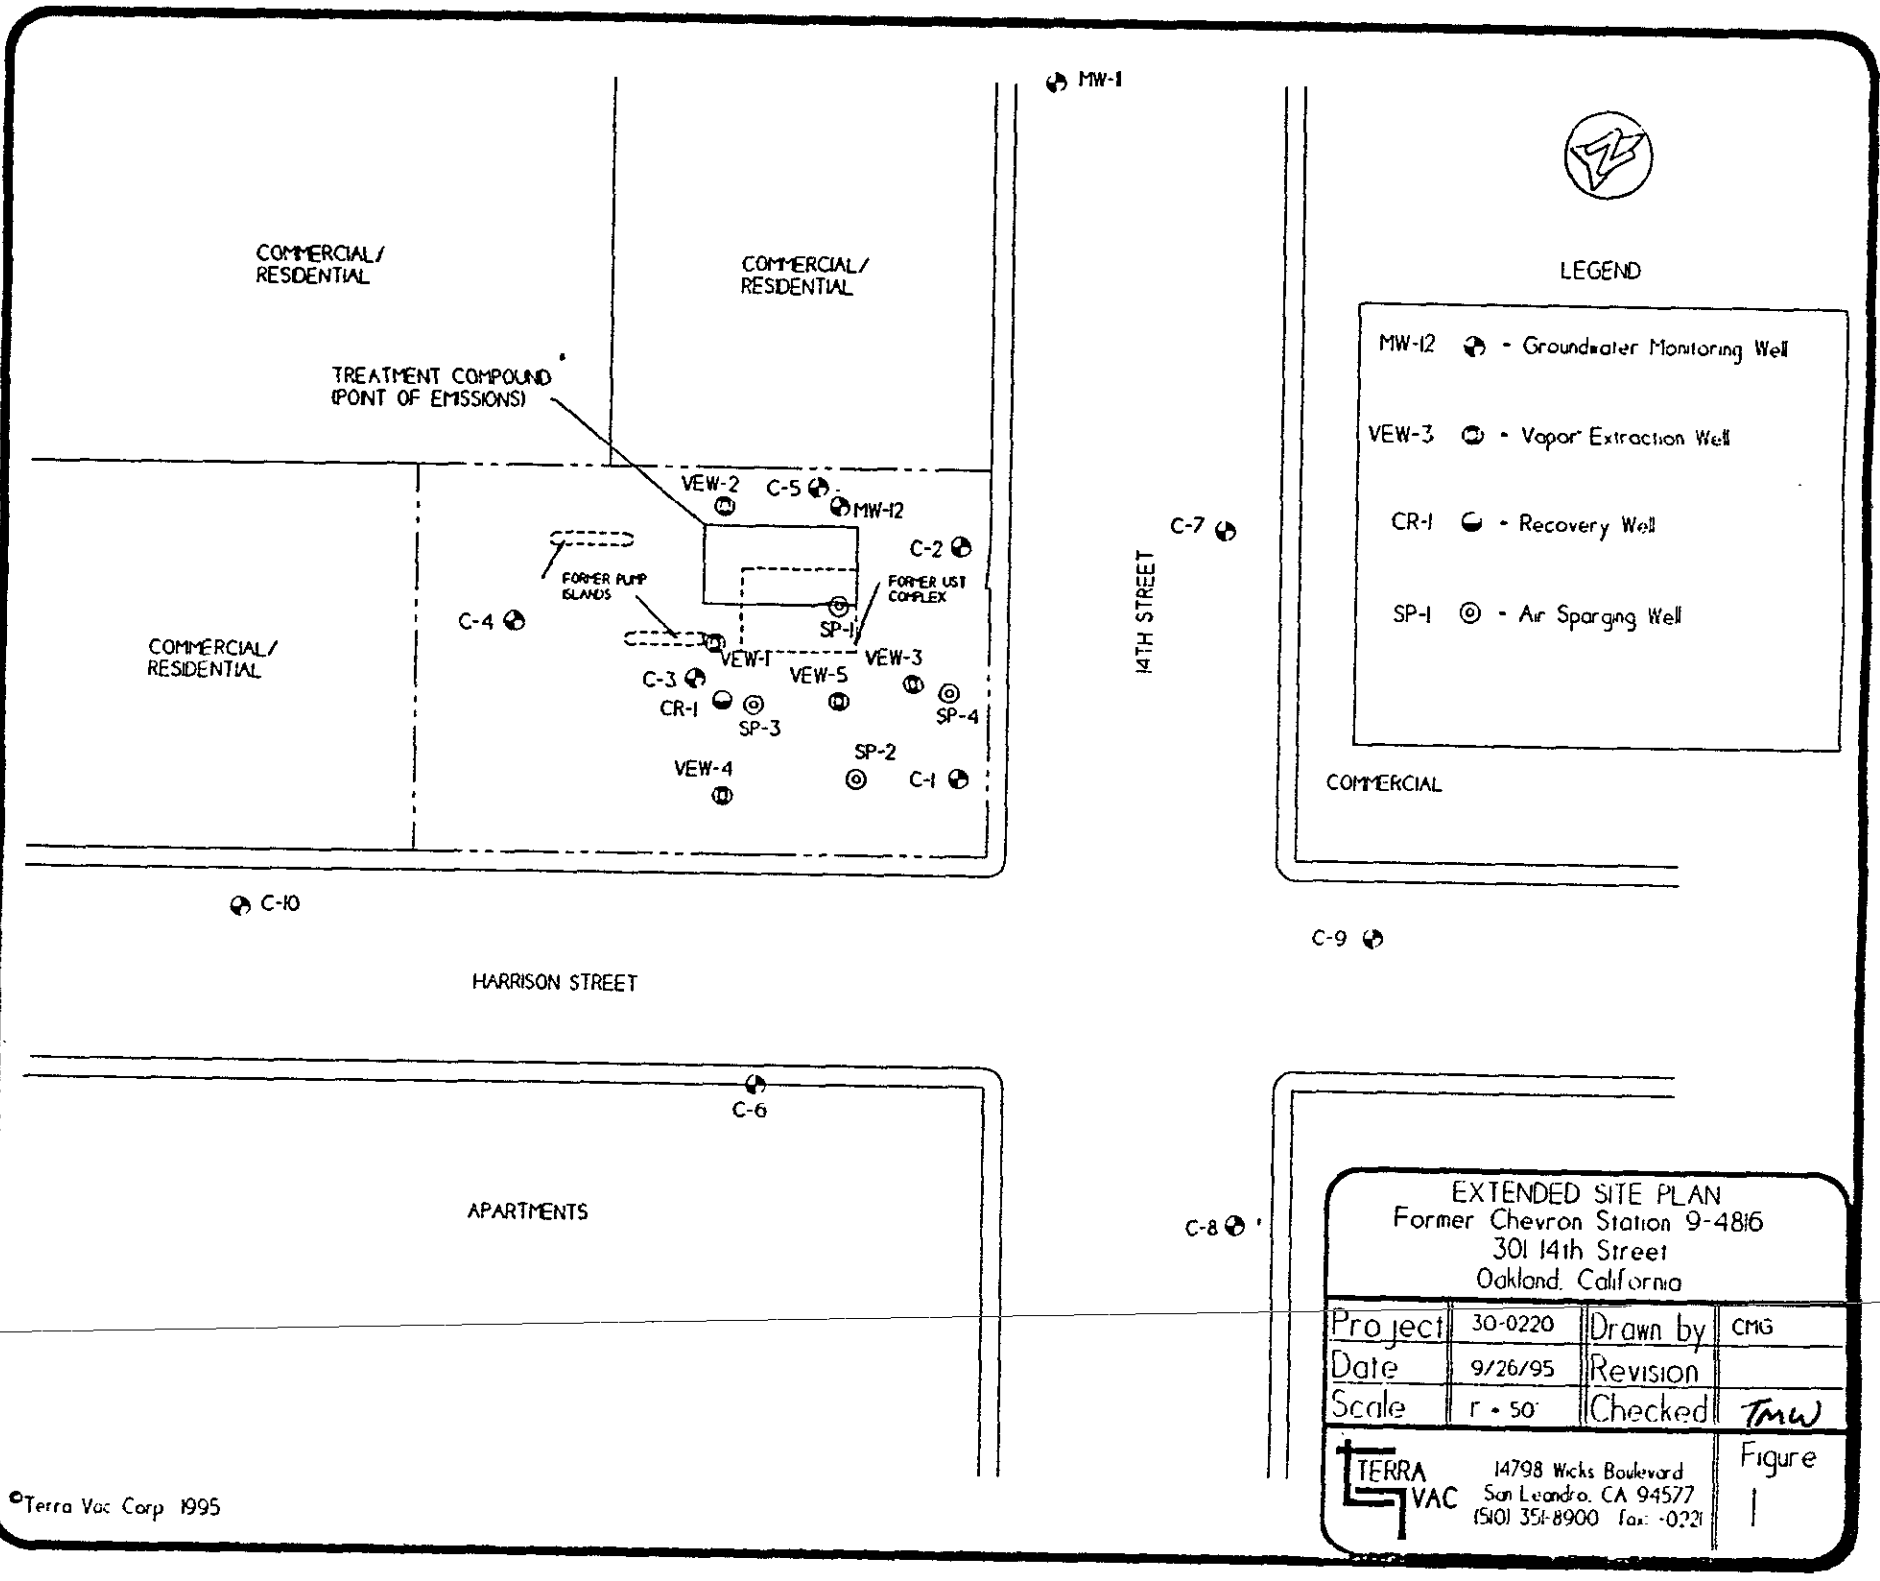 MW-1
COMMERCIAL/
RESIDENTIAL
COMMERCIAL/
RESIDENTIAL
LEGEND
MW-12 - Groundwater Monitoring Well
VEW-3 - Vapor Extraction Well
CR-1 - Recovery Well
SP-1 - Air Sparging Well
TREATMENT COMPOUND
(POINT OF EMISSIONS)
VEW-2
C-5
MW-12
C-2
C-7
FORMER PUMP
ISLANDS
FORMER UST
COMPLEX
C-4
SP-1
14TH STREET
COMMERCIAL/
RESIDENTIAL
VEW-1
VEW-3
C-3
VEW-5
CR-1
SP-3
SP-4
SP-2
VEW-4
C-1
COMMERCIAL
C-10
C-9
HARRISON STREET
C-6
APARTMENTS
C-8
EXTENDED SITE PLAN
Former Chevron Station 9-4816
301 14th Street
Oakland, California
Project 30-0220 Drawn by CMG
Date 9/26/95 Revision
Scale 1" = 50' Checked TMW
TERRA
VAC
14798 Wicks Boulevard
San Leandro, CA 94577
(510) 351-8900 fax: -0221
Figure
1
©Terra Vac Corp 1995